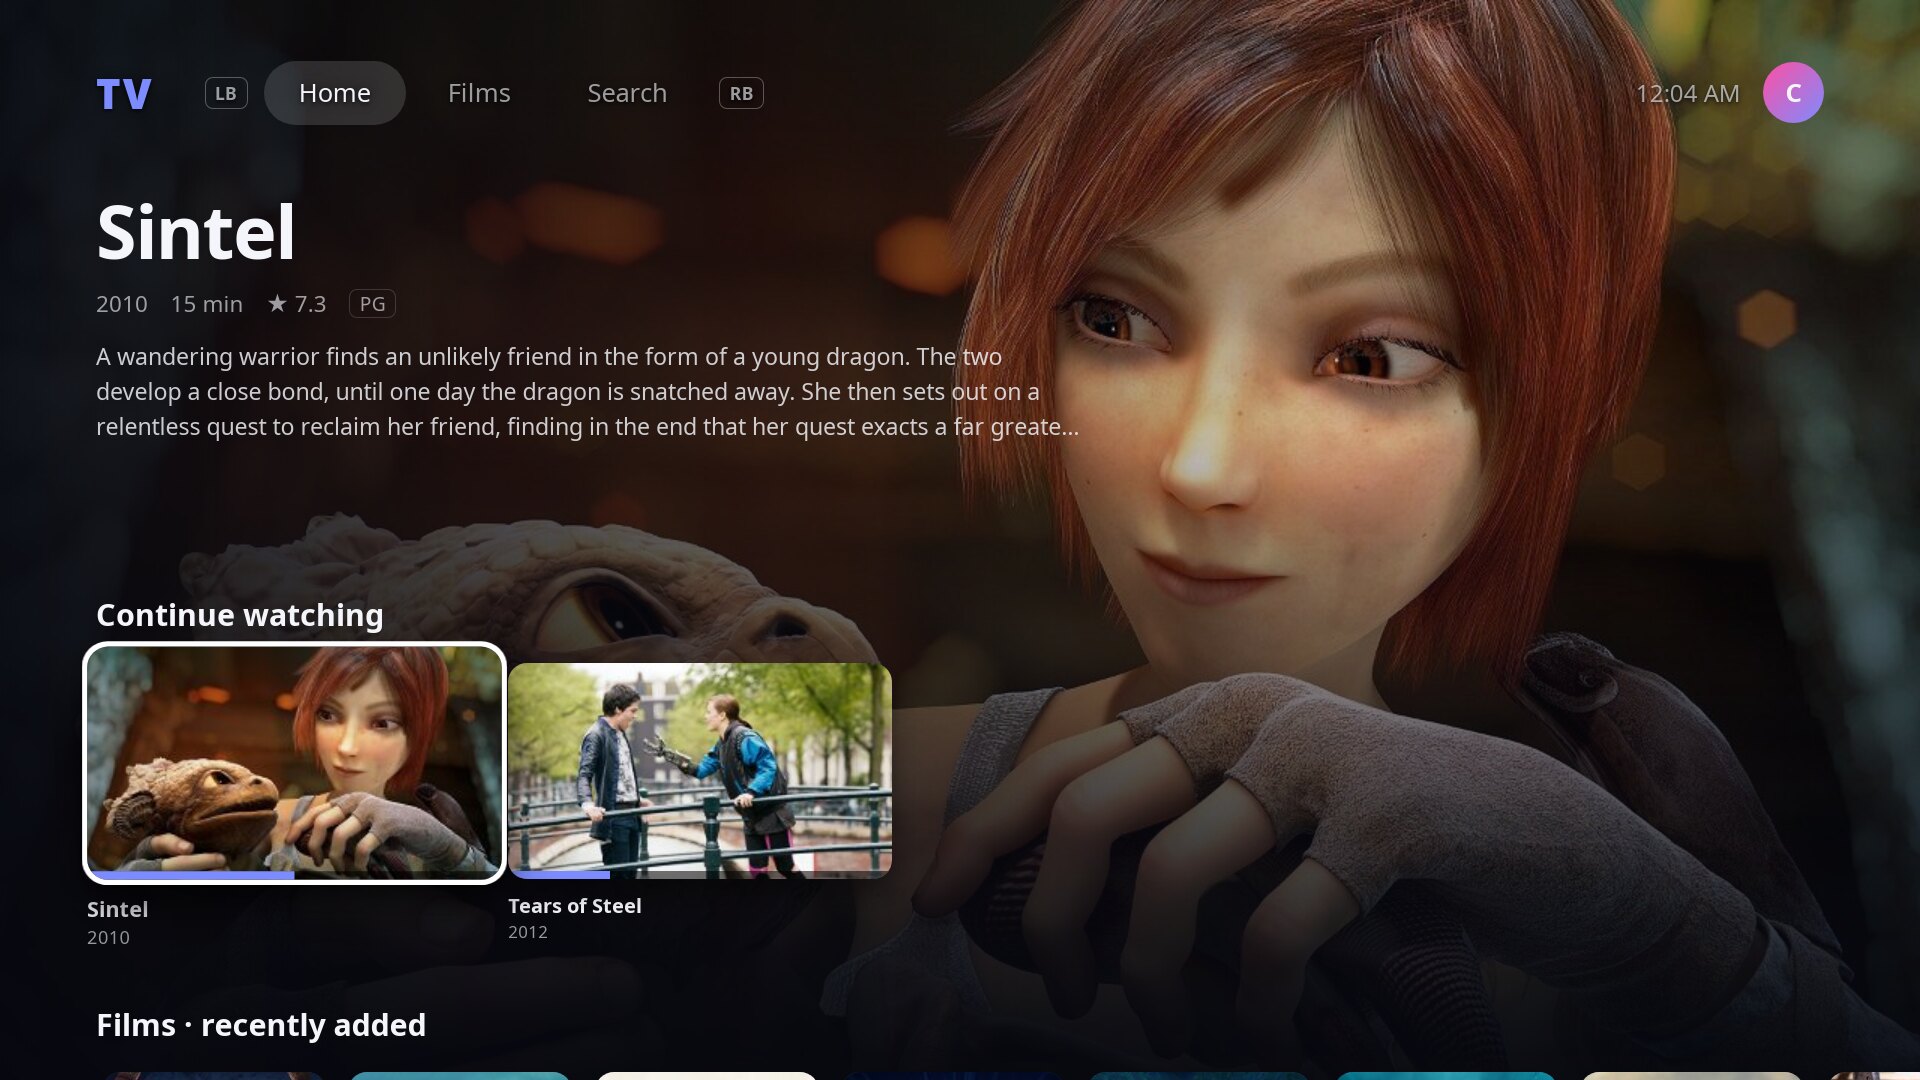 TV LB Home Films Search RB 12:04 AM C
Sintel
2010 15 min ★ 7.3 PG
A wandering warrior finds an unlikely friend in the form of a young dragon. The two
develop a close bond, until one day the dragon is snatched away. She then sets out on a
relentless quest to reclaim her friend, finding in the end that her quest exacts a far greate...
Continue watching
Sintel
2010
Tears of Steel
2012
Films · recently added